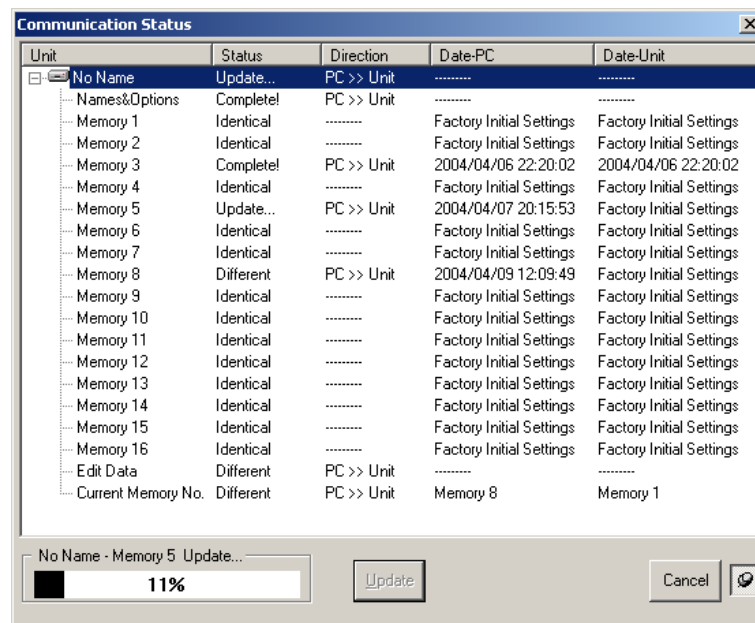 Communication Status
Unit Status Direction Date-PC Date-Unit
No Name Update... PC >> Unit --------- ---------
Names&Options Complete! PC >> Unit --------- ---------
Memory 1 Identical --------- Factory Initial Settings Factory Initial Settings
Memory 2 Identical --------- Factory Initial Settings Factory Initial Settings
Memory 3 Complete! PC >> Unit 2004/04/06 22:20:02 2004/04/06 22:20:02
Memory 4 Identical --------- Factory Initial Settings Factory Initial Settings
Memory 5 Update... PC >> Unit 2004/04/07 20:15:53 Factory Initial Settings
Memory 6 Identical --------- Factory Initial Settings Factory Initial Settings
Memory 7 Identical --------- Factory Initial Settings Factory Initial Settings
Memory 8 Different PC >> Unit 2004/04/09 12:09:49 Factory Initial Settings
Memory 9 Identical --------- Factory Initial Settings Factory Initial Settings
Memory 10 Identical --------- Factory Initial Settings Factory Initial Settings
Memory 11 Identical --------- Factory Initial Settings Factory Initial Settings
Memory 12 Identical --------- Factory Initial Settings Factory Initial Settings
Memory 13 Identical --------- Factory Initial Settings Factory Initial Settings
Memory 14 Identical --------- Factory Initial Settings Factory Initial Settings
Memory 15 Identical --------- Factory Initial Settings Factory Initial Settings
Memory 16 Identical --------- Factory Initial Settings Factory Initial Settings
Edit Data Different PC >> Unit --------- ---------
Current Memory No. Different PC >> Unit Memory 8 Memory 1
No Name - Memory 5 Update...
11% Update Cancel